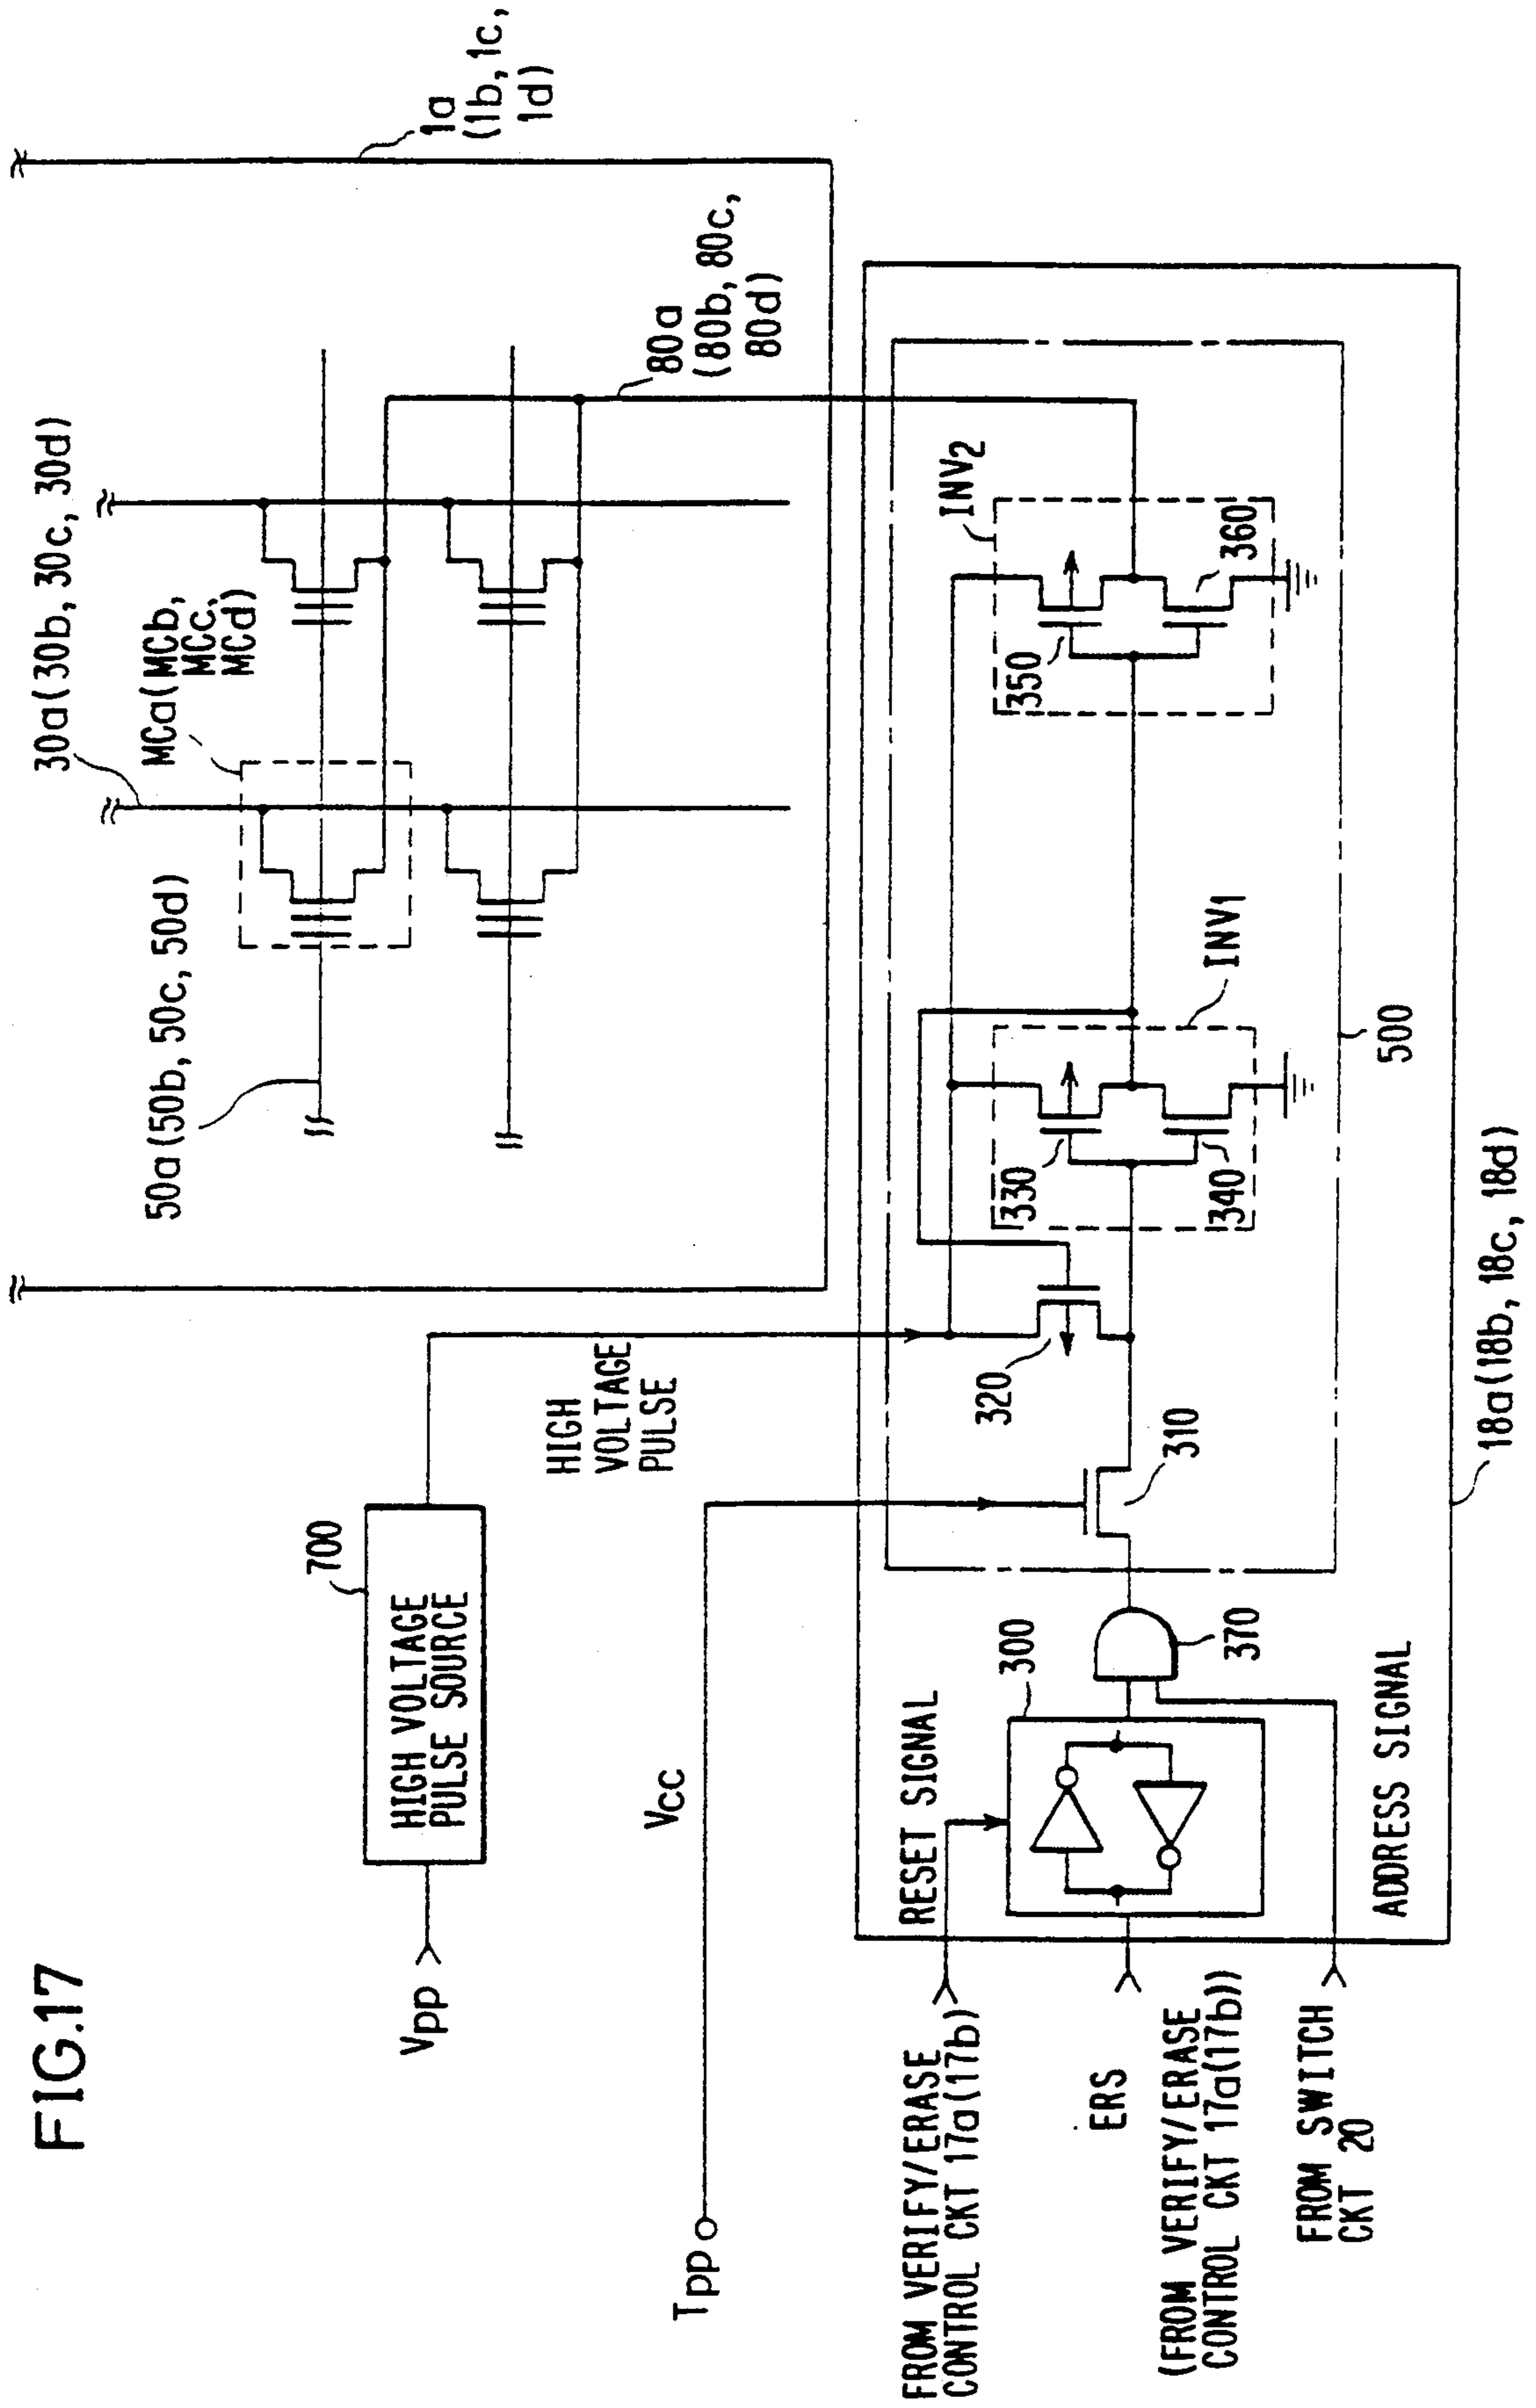 FIG.17
30a(30b, 30c, 30d)
MCa(MCb,
MCc,
MCd)
50a(50b, 50c, 50d)
1a
(1b, 1c,
1d)
80a
(80b, 80c,
80d)
700
HIGH VOLTAGE
PULSE SOURCE
Vpp
HIGH
VOLTAGE
PULSE
Tpp
Vcc
RESET SIGNAL
FROM VERIFY/ERASE
CONTROL CKT 17a(17b)
ERS
(FROM VERIFY/ERASE
CONTROL CKT 17a(17b))
FROM SWITCH
CKT 20
ADDRESS SIGNAL
300
370
310
320
330
340
INV1
350
360
INV2
500
18a(18b, 18c, 18d)